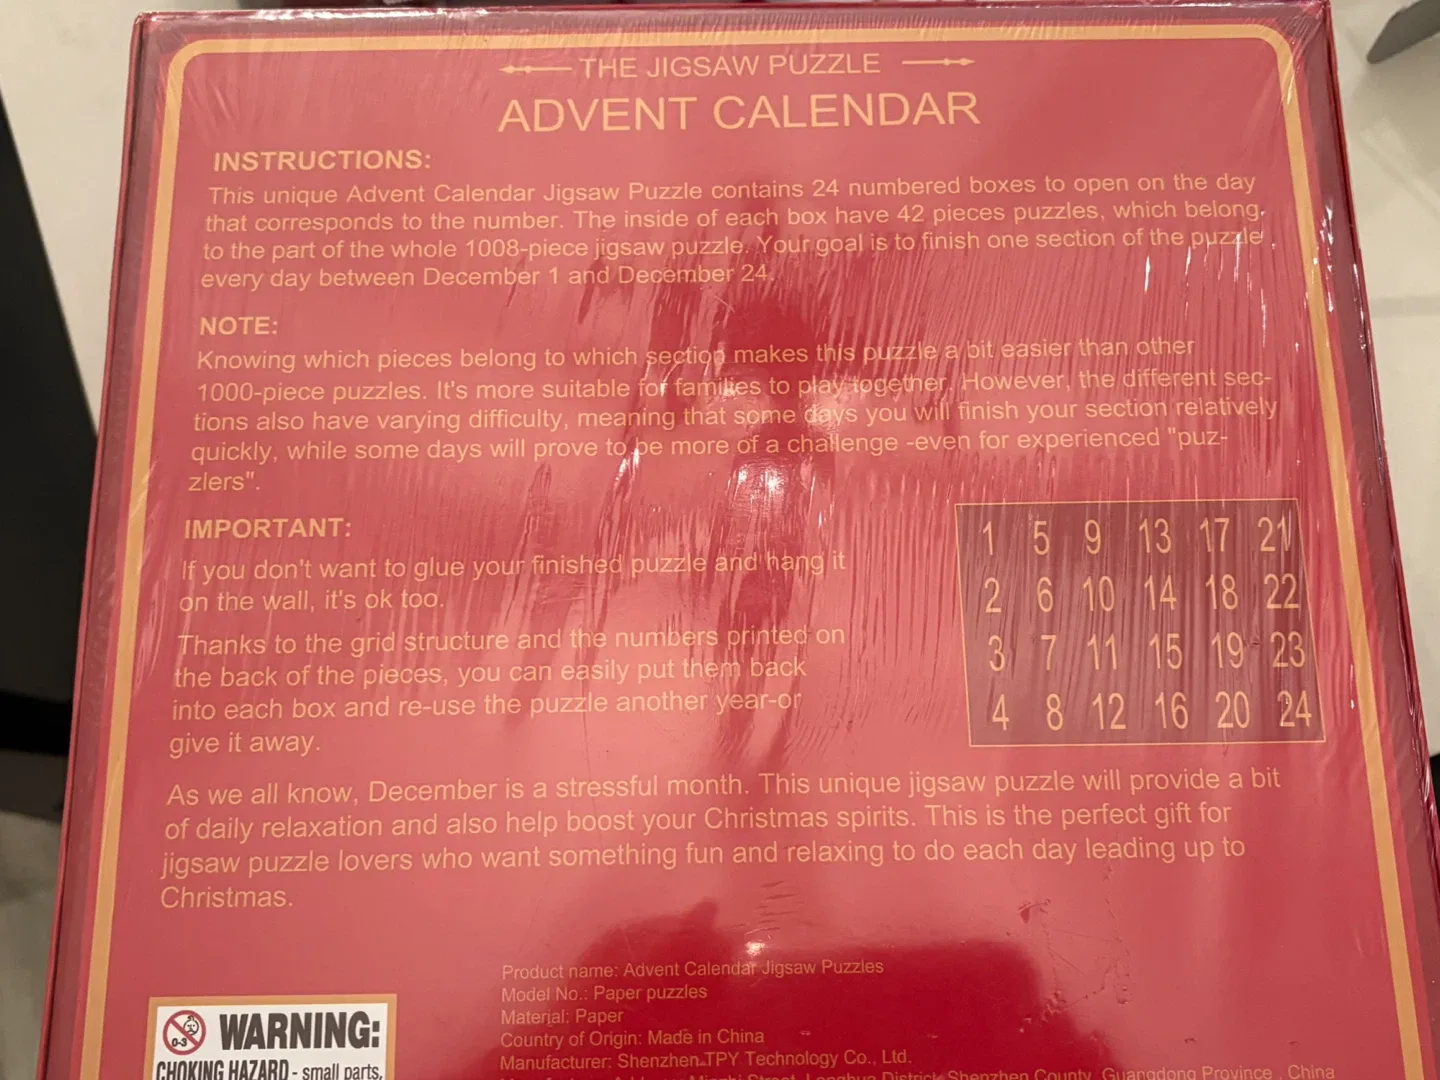 THE JIGSAW PUZZLE
ADVENT CALENDAR
INSTRUCTIONS:
This unique Advent Calendar Jigsaw Puzzle contains 24 numbered boxes to open on the day
that corresponds to the number. The inside of each box have 42 pieces puzzles, which belong
to the part of the whole 1008-piece jigsaw puzzle. Your goal is to finish one section of the puzzle
every day between December 1 and December 24.
NOTE:
Knowing which pieces belong to which section makes this puzzle a bit easier than other
1000-piece puzzles. It's more suitable for families to play together. However, the different sec-
tions also have varying difficulty, meaning that some days you will finish your section relatively
quickly, while some days will prove to be more of a challenge -even for experienced "puz-
zlers".
IMPORTANT:
If you don't want to glue your finished puzzle and hang it
on the wall, it's ok too.
Thanks to the grid structure and the numbers printed on
the back of the pieces, you can easily put them back
into each box and re-use the puzzle another year-or
give it away.
1 5 9 13 17 21
2 6 10 14 18 22
3 7 11 15 19 23
4 8 12 16 20 24
As we all know, December is a stressful month. This unique jigsaw puzzle will provide a bit
of daily relaxation and also help boost your Christmas spirits. This is the perfect gift for
jigsaw puzzle lovers who want something fun and relaxing to do each day leading up to
Christmas.
Product name: Advent Calendar Jigsaw Puzzles
Model No.: Paper puzzles
Material: Paper
Country of Origin: Made in China
Manufacturer: Shenzhen TPY Technology Co., Ltd.
Street, Longhua District, Shenzhen County, Guangdong Province, China
0-3 WARNING:
CHOKING HAZARD - small parts,